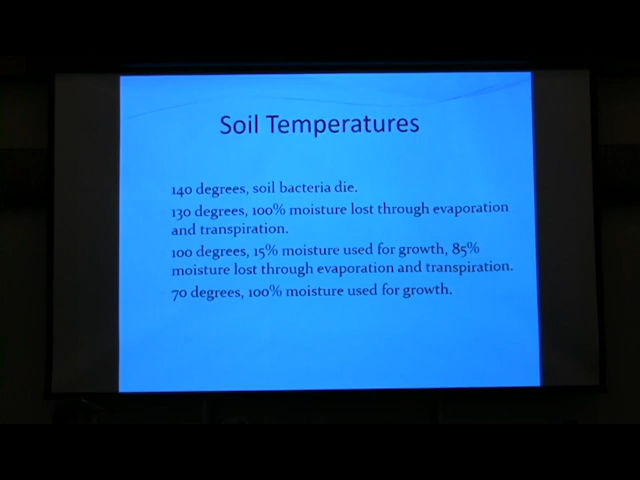 Soil Temperatures
140 degrees, soil bacteria die.
130 degrees, 100% moisture lost through evaporation
and transpiration.
100 degrees, 15% moisture used for growth, 85%
moisture lost through evaporation and transpiration.
70 degrees, 100% moisture used for growth.